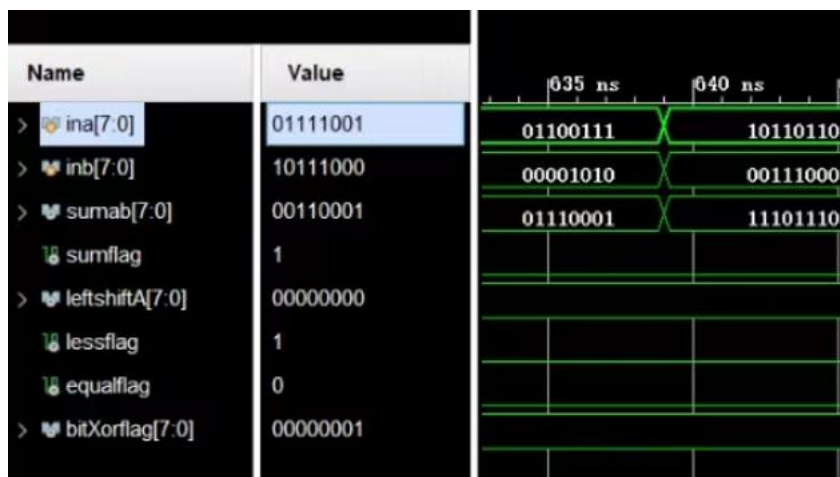 Name Value
635 ns 640 ns
ina[7:0] 01111001 01100111 10110110
inb[7:0] 10111000 00001010 00111000
sumab[7:0] 00110001 01110001 11101110
sumflag 1
leftshiftA[7:0] 00000000
lessflag 1
equalflag 0
bitXorflag[7:0] 00000001